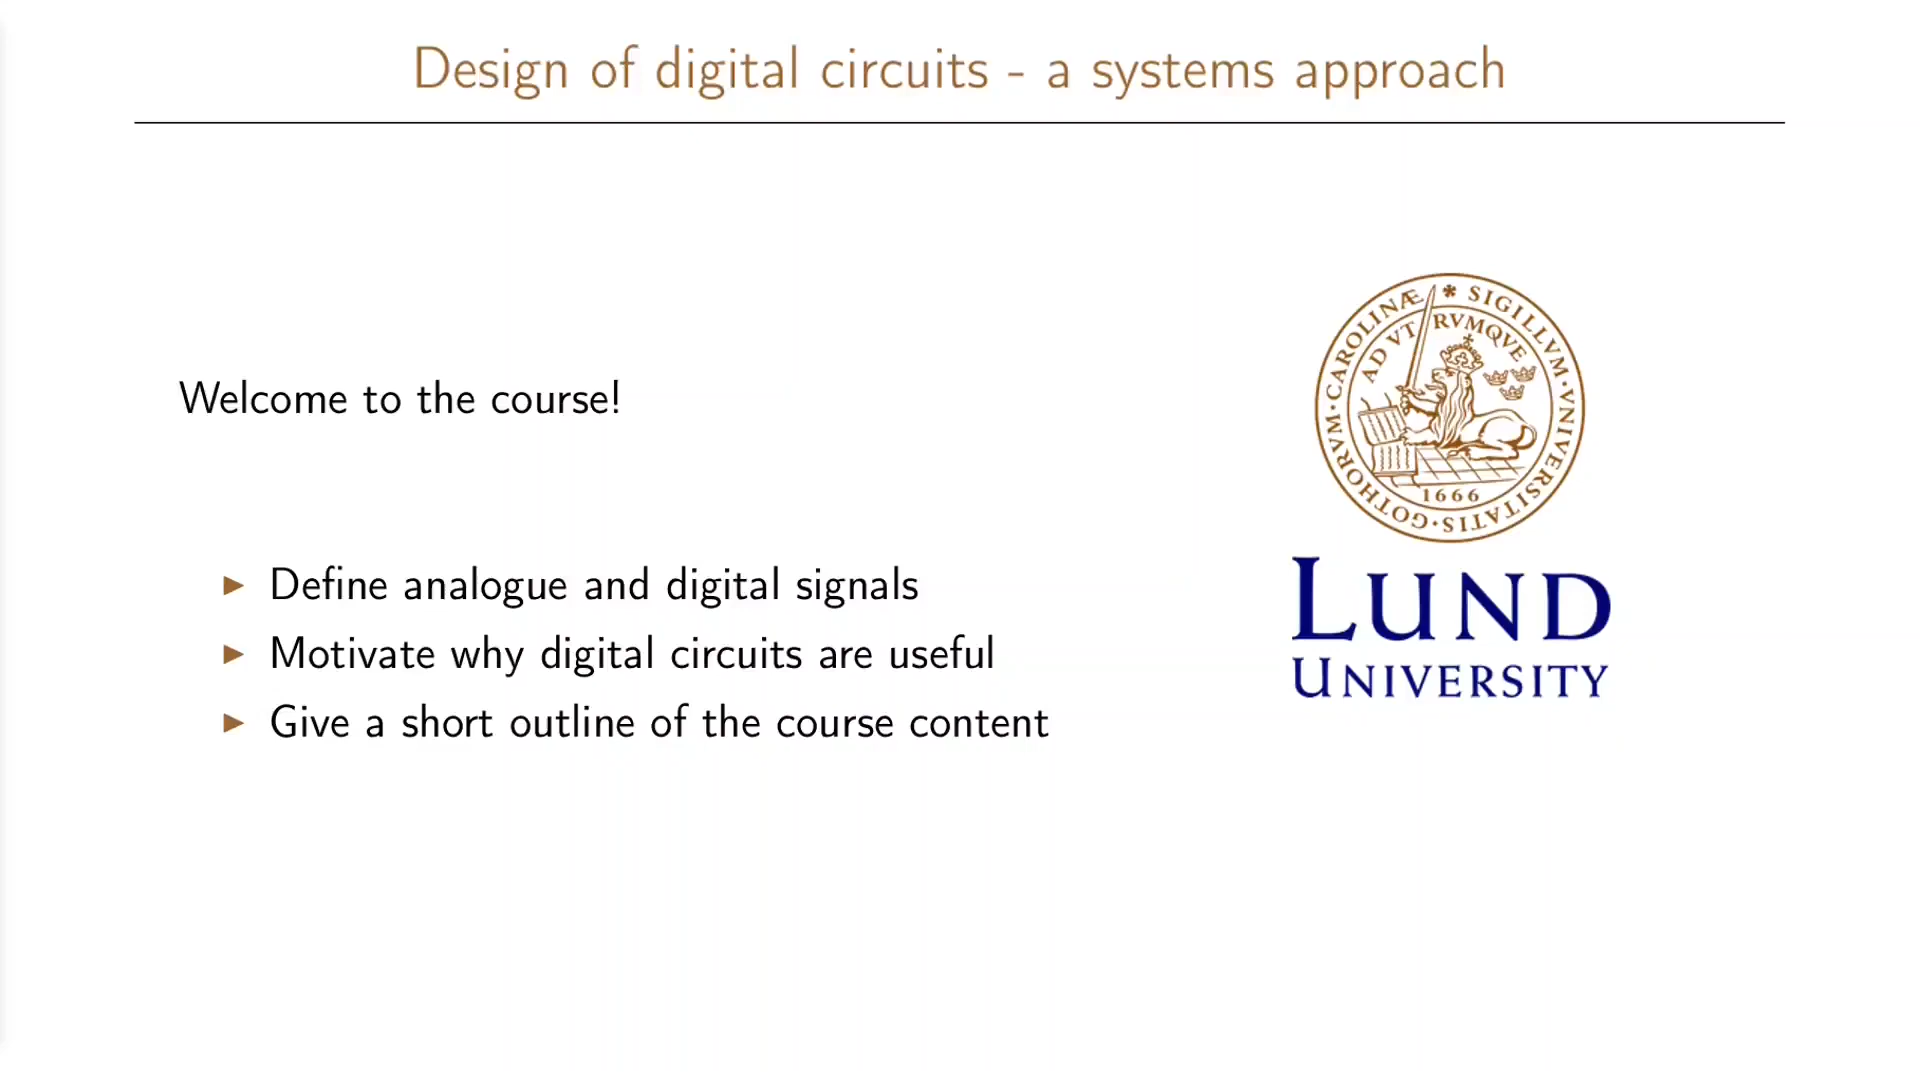 Design of digital circuits - a systems approach
Welcome to the course!
Define analogue and digital signals
Motivate why digital circuits are useful
Give a short outline of the course content
SIGILLVM · VNIVERSITATIS · GOTHORVM · CAROLINÆ *
AD VTRVMQVE
1666
LUND
UNIVERSITY